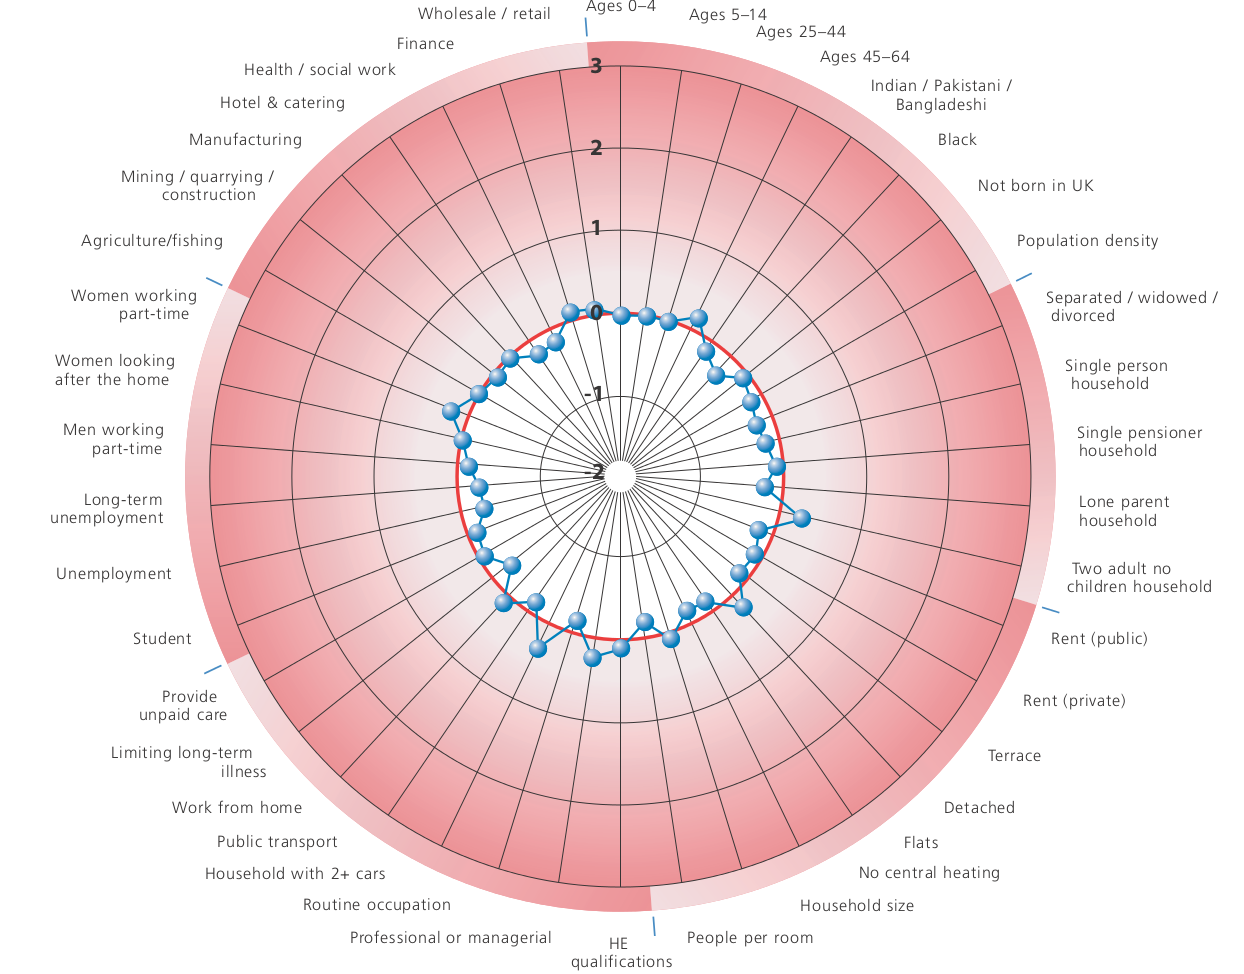 Ages 0–4
Ages 5–14
Ages 25–44
Ages 45–64
Indian / Pakistani /
Bangladeshi
Black
Not born in UK
Population density
Separated / widowed /
divorced
Single person
household
Single pensioner
household
Lone parent
household
Two adult no
children household
Rent (public)
Rent (private)
Terrace
Detached
Flats
No central heating
Household size
People per room
HE
qualifications
Professional or managerial
Routine occupation
Household with 2+ cars
Public transport
Work from home
Limiting long-term
illness
Provide
unpaid care
Student
Unemployment
Long-term
unemployment
Men working
part-time
Women looking
after the home
Women working
part-time
Agriculture/fishing
Mining / quarrying /
construction
Manufacturing
Hotel & catering
Health / social work
Finance
Wholesale / retail
3
2
1
0
-1
-2